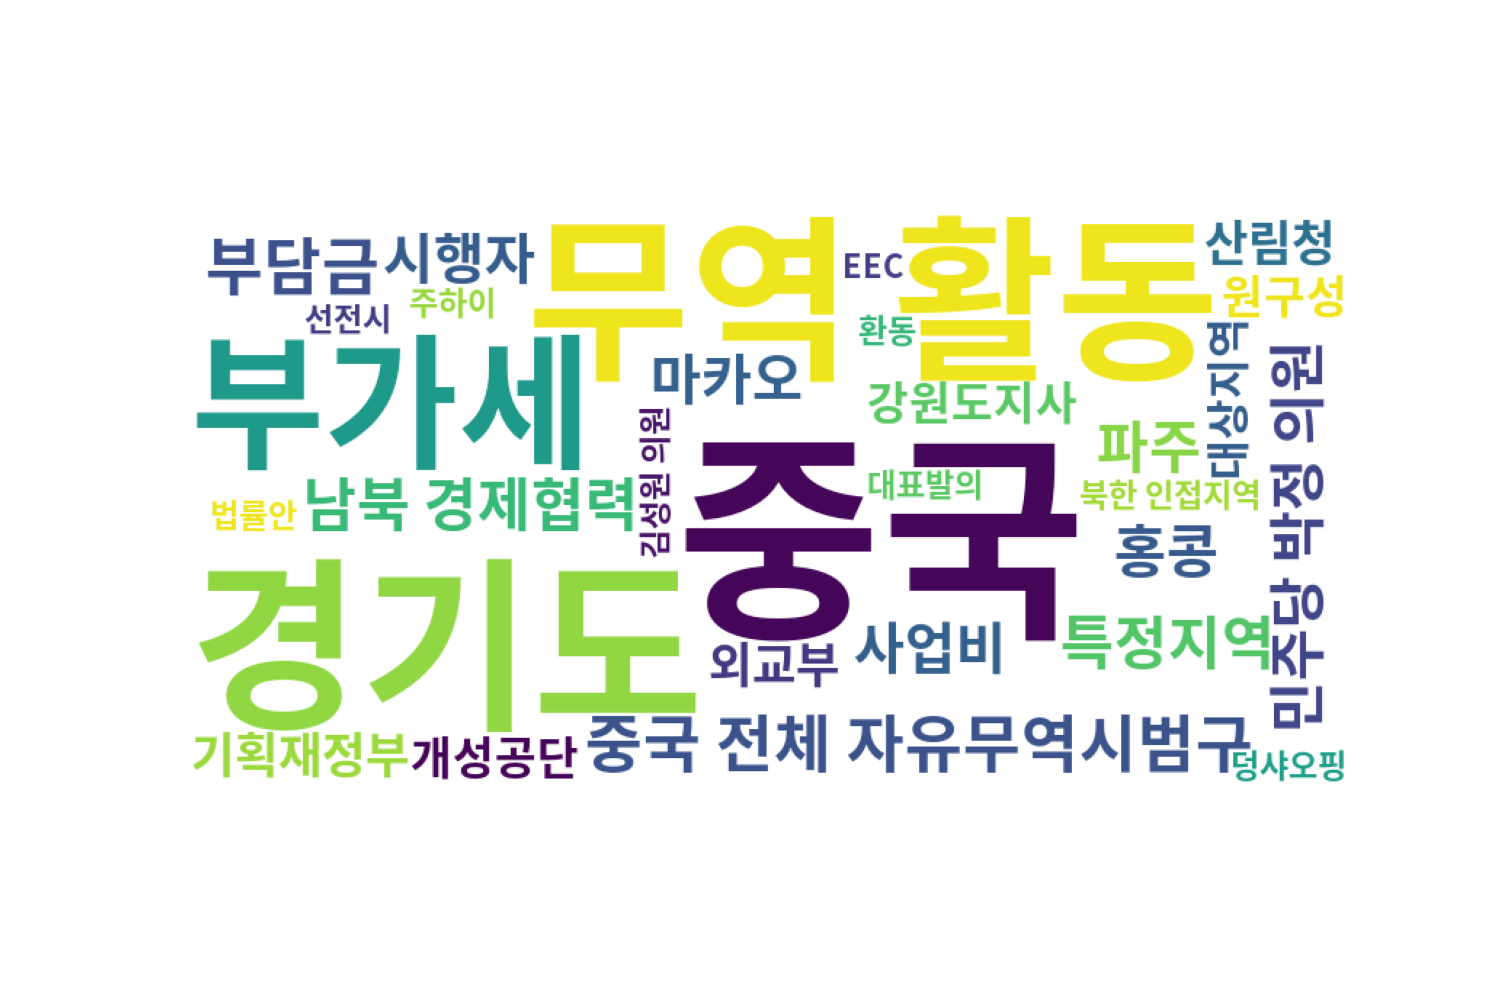 무역 활동
부담금
시행자
EEC
산림청
주하이
원구성
선전시
환동
부가세
마카오
강원도지사
대상지역
민주당 박정 의원
파주
김성원 의원
중국
대표발의
북한 인접지역
법률안
남북 경제협력
홍콩
경기도
외교부
사업비
특정지역
기획재정부
개성공단
중국 전체 자유무역시범구
덩샤오핑